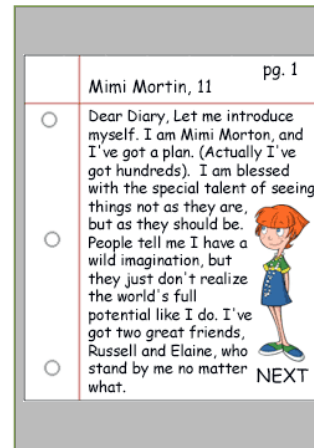 pg. 1
Mimi Mortin, 11
Dear Diary, Let me introduce
myself. I am Mimi Morton, and
I've got a plan. (Actually I've
got hundreds). I am blessed
with the special talent of seeing
things not as they are,
but as they should be.
People tell me I have a
wild imagination, but
they just don't realize
the world's full
potential like I do. I've
got two great friends,
Russell and Elaine, who
stand by me no matter
what.
NEXT